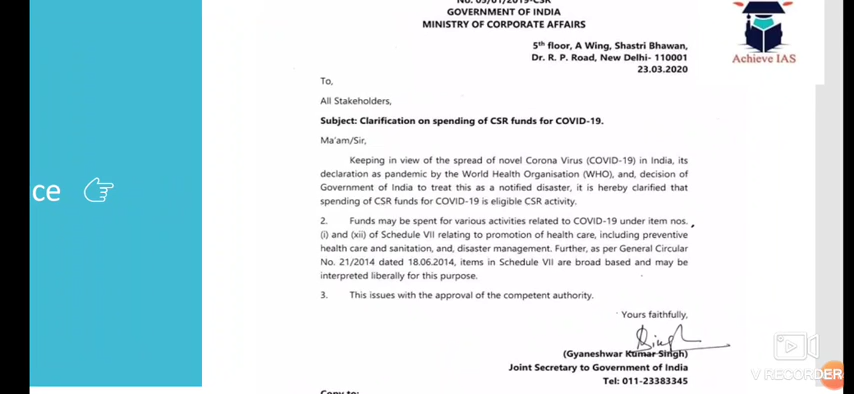 No. 05/01/2019-CSR
GOVERNMENT OF INDIA
MINISTRY OF CORPORATE AFFAIRS
Achieve IAS
5th floor, A Wing, Shastri Bhawan,
Dr. R. P. Road, New Delhi- 110001
23.03.2020
To,
All Stakeholders,
Subject: Clarification on spending of CSR funds for COVID-19.
Ma'am/Sir,
Keeping in view of the spread of novel Corona Virus (COVID-19) in India, its
declaration as pandemic by the World Health Organisation (WHO), and, decision of
Government of India to treat this as a notified disaster, it is hereby clarified that
spending of CSR funds for COVID-19 is eligible CSR activity.
ce
2. Funds may be spent for various activities related to COVID-19 under item nos.
(i) and (xii) of Schedule VII relating to promotion of health care, including preventive
health care and sanitation, and, disaster management. Further, as per General Circular
No. 21/2014 dated 18.06.2014, items in Schedule VII are broad based and may be
interpreted liberally for this purpose.
3. This issues with the approval of the competent authority.
Yours faithfully,
(Gyaneshwar Kumar Singh)
Joint Secretary to Government of India
Tel: 011-23383345
Copy to:
V RECORDER